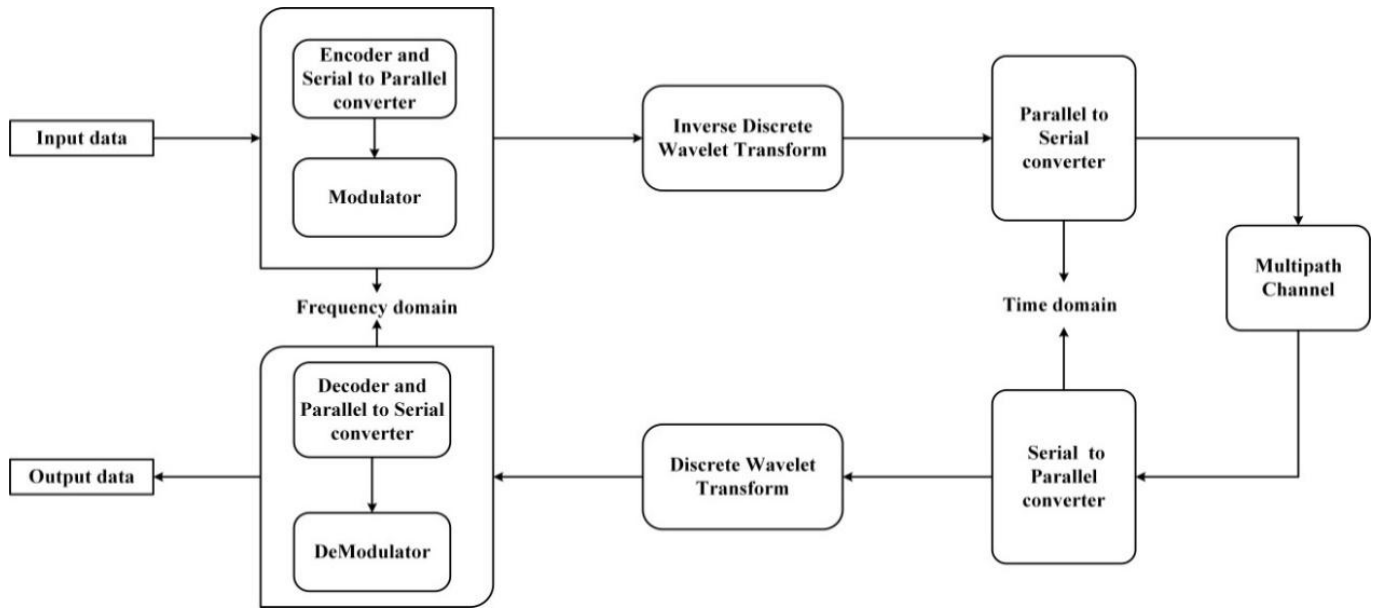 Input data
Encoder and
Serial to Parallel
converter
Modulator
Inverse Discrete
Wavelet Transform
Parallel to
Serial
converter
Multipath
Channel
Frequency domain
Time domain
Decoder and
Parallel to Serial
converter
DeModulator
Discrete Wavelet
Transform
Serial to
Parallel
converter
Output data